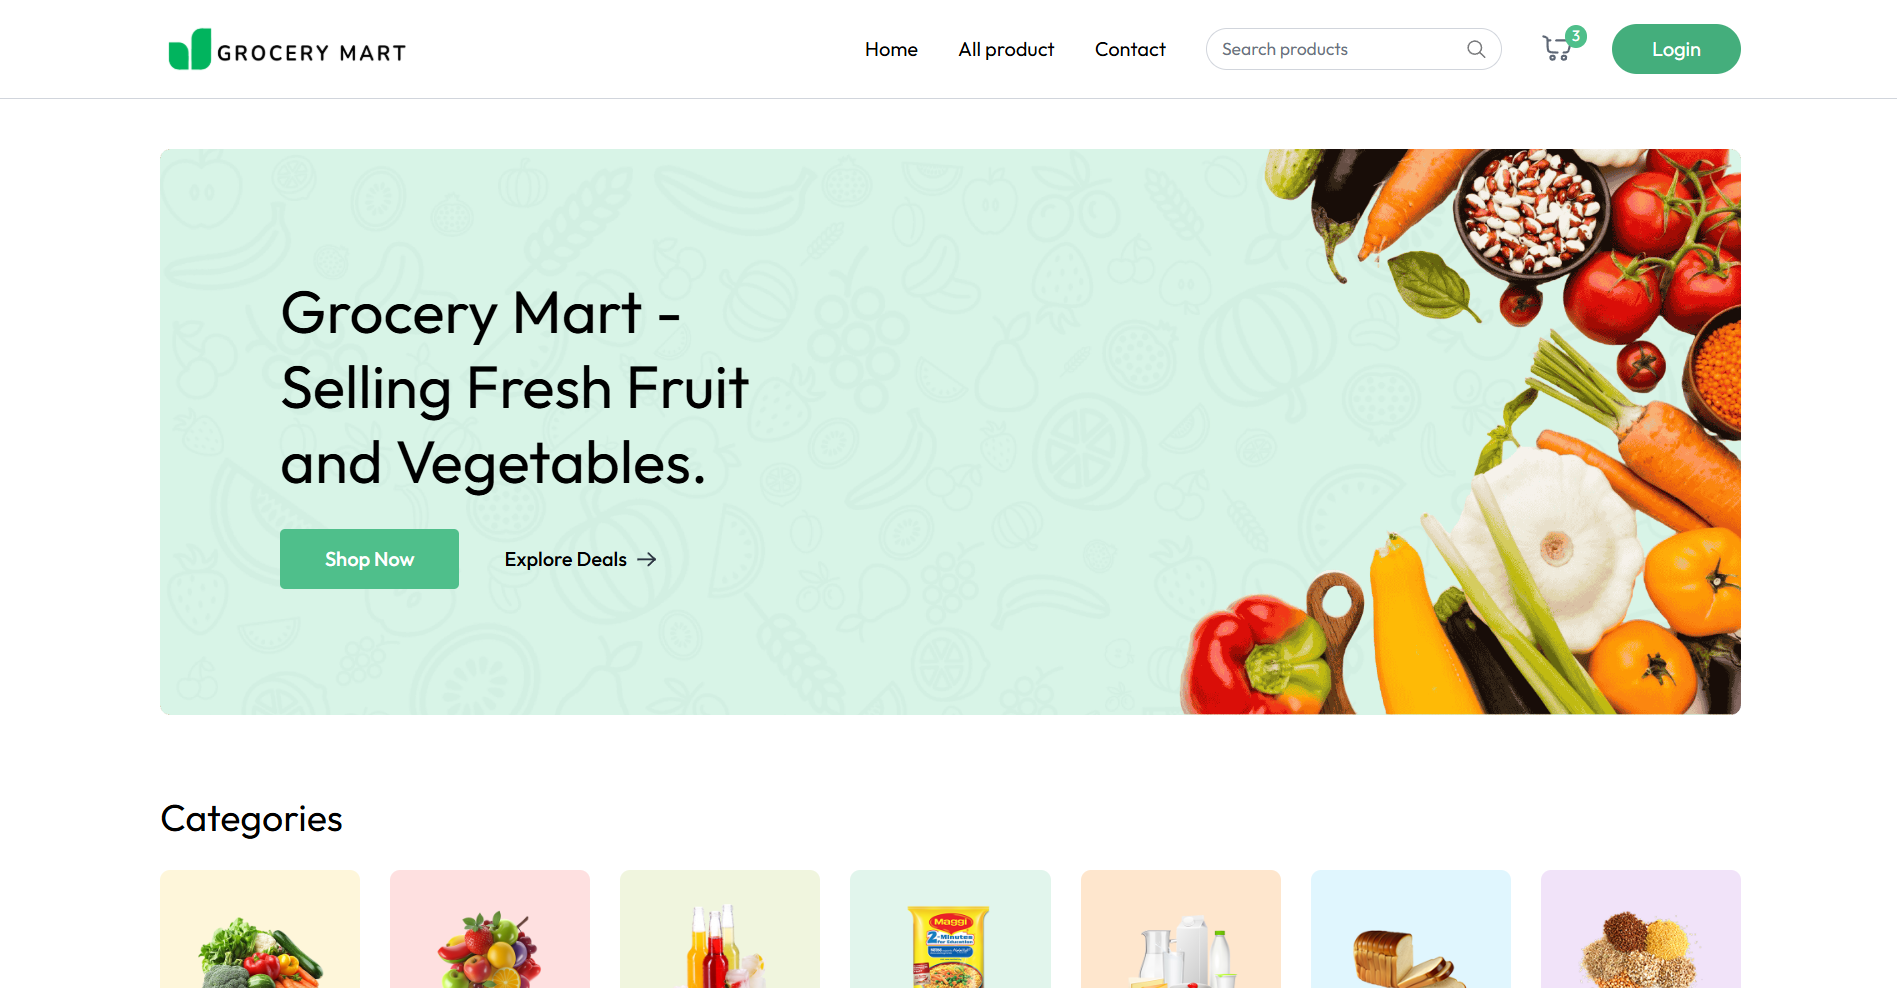 GROCERY MART
Home
All product
Contact
Search products
3
Login
Grocery Mart -
Selling Fresh Fruit
and Vegetables.
Shop Now
Explore Deals
Categories
Maggi
2-Minutes